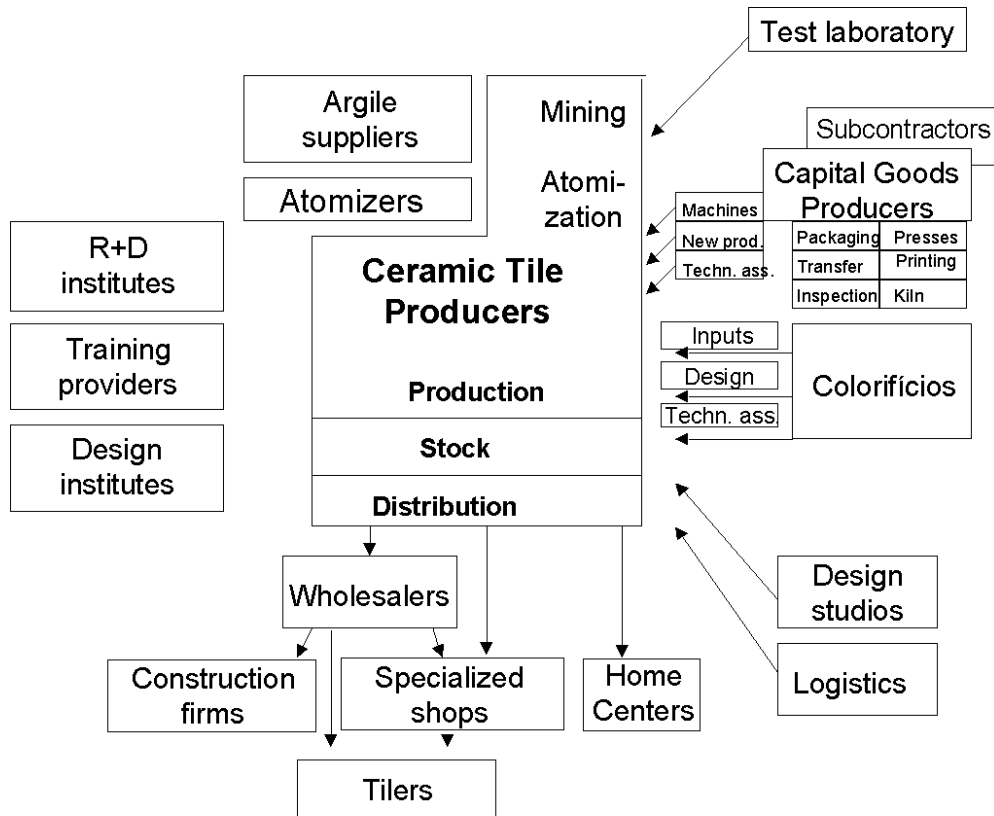 Test laboratory
Argile
suppliers
Mining
Subcontractors
Atomizers
Atomi-
zation
Capital Goods
Producers
Machines
New prod.
Techn. ass.
Packaging
Presses
Transfer
Printing
Inspection
Kiln
R+D
institutes
Ceramic Tile
Producers
Training
providers
Inputs
Design
Techn. ass.
Colorifícios
Production
Design
institutes
Stock
Distribution
Wholesalers
Design
studios
Construction
firms
Specialized
shops
Home
Centers
Logistics
Tilers